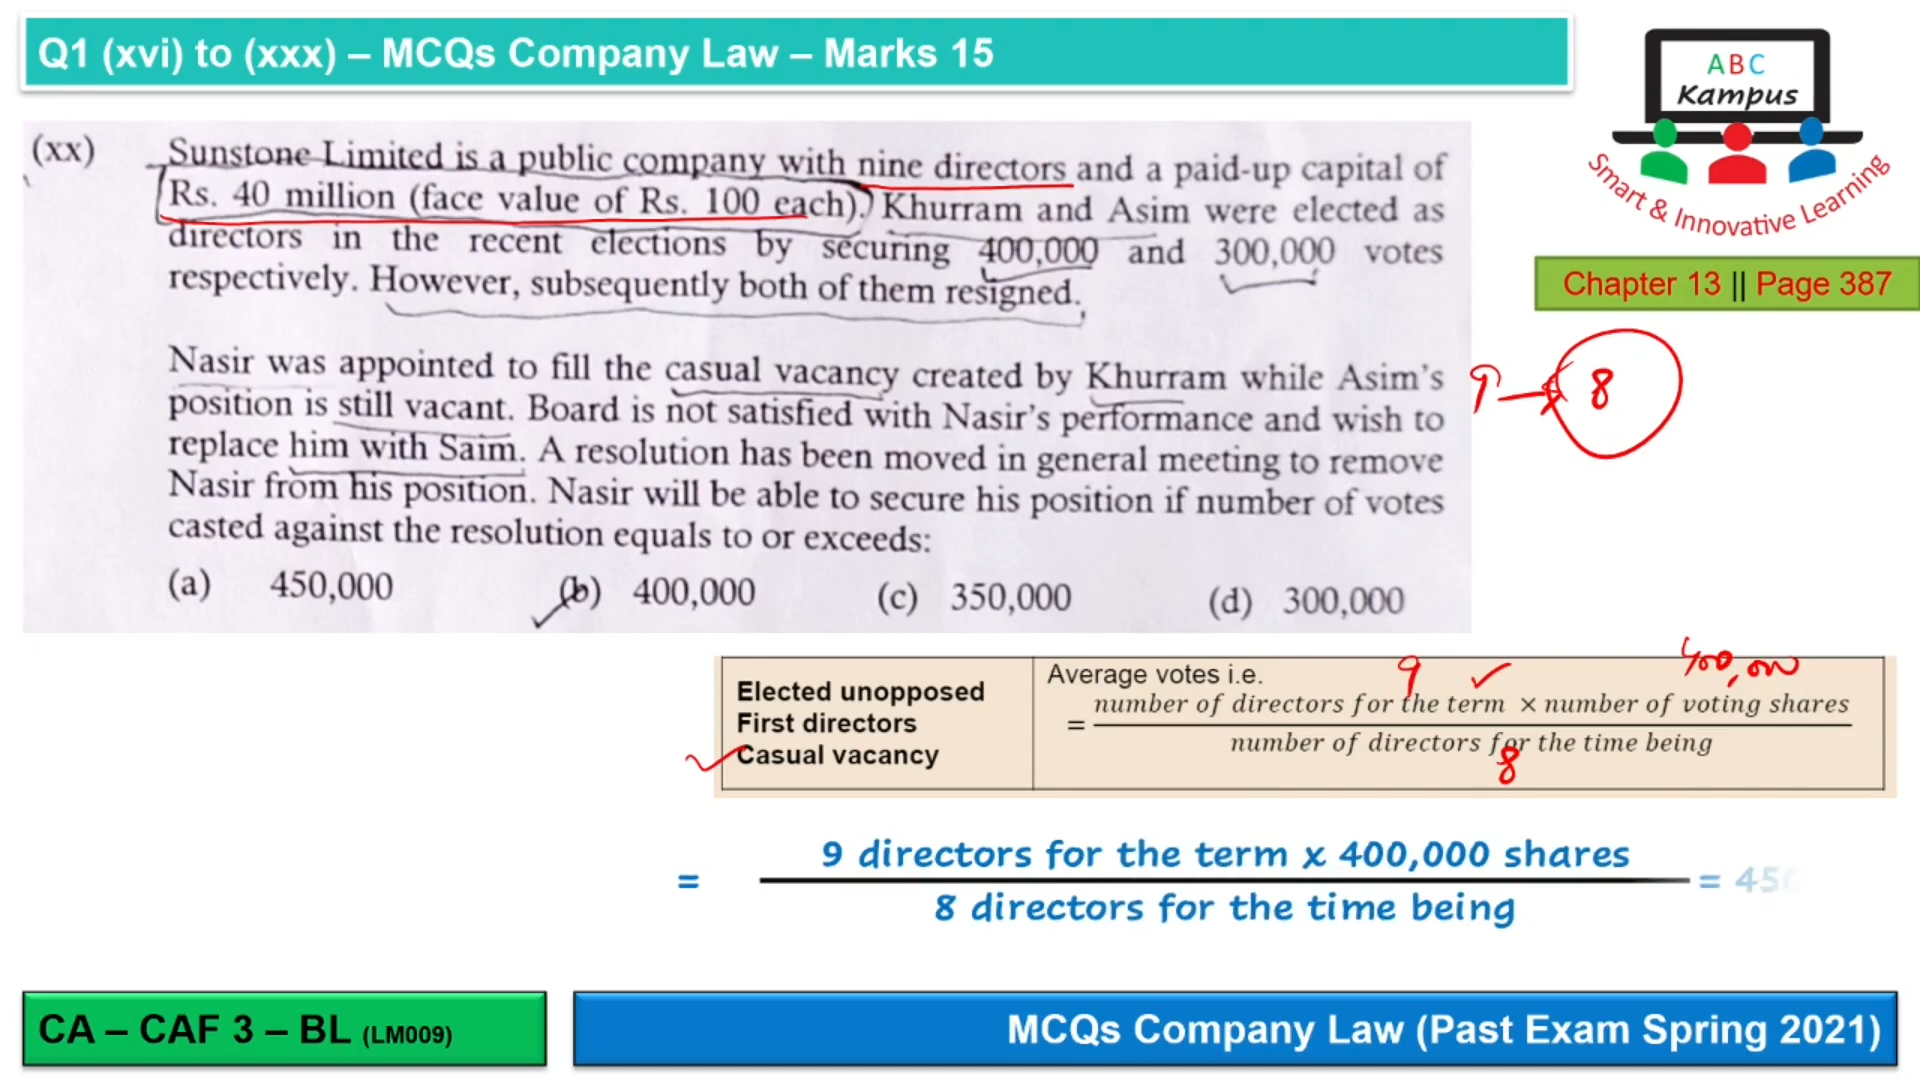 Q1 (xvi) to (xxx) – MCQs Company Law – Marks 15
ABC
Kampus
Smart & Innovative Learning
Chapter 13 || Page 387
(xx) Sunstone Limited is a public company with nine directors and a paid-up capital of
Rs. 40 million (face value of Rs. 100 each). Khurram and Asim were elected as
directors in the recent elections by securing 400,000 and 300,000 votes
respectively. However, subsequently both of them resigned.
Nasir was appointed to fill the casual vacancy created by Khurram while Asim's
position is still vacant. Board is not satisfied with Nasir's performance and wish to
replace him with Saim. A resolution has been moved in general meeting to remove
Nasir from his position. Nasir will be able to secure his position if number of votes
casted against the resolution equals to or exceeds:
(a) 450,000 (b) 400,000 (c) 350,000 (d) 300,000
9 8
Elected unopposed
First directors
Casual vacancy
Average votes i.e.
9 400,000
= number of directors for the term × number of voting shares
number of directors for the time being
8
= 9 directors for the term x 400,000 shares
8 directors for the time being
= 45
CA – CAF 3 – BL (LM009)
MCQs Company Law (Past Exam Spring 2021)